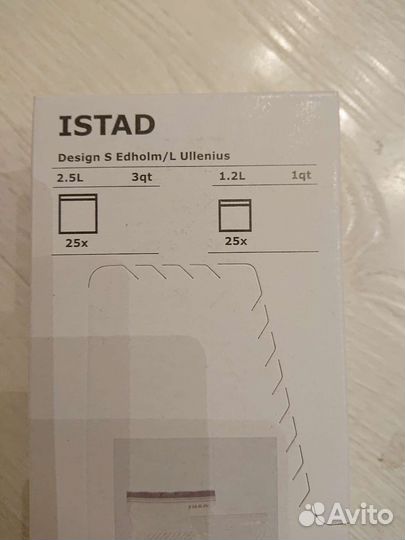 ISTAD
Design S Edholm/L Ullenius
2.5L 3qt 1.2L 1qt
25x 25x
Avito